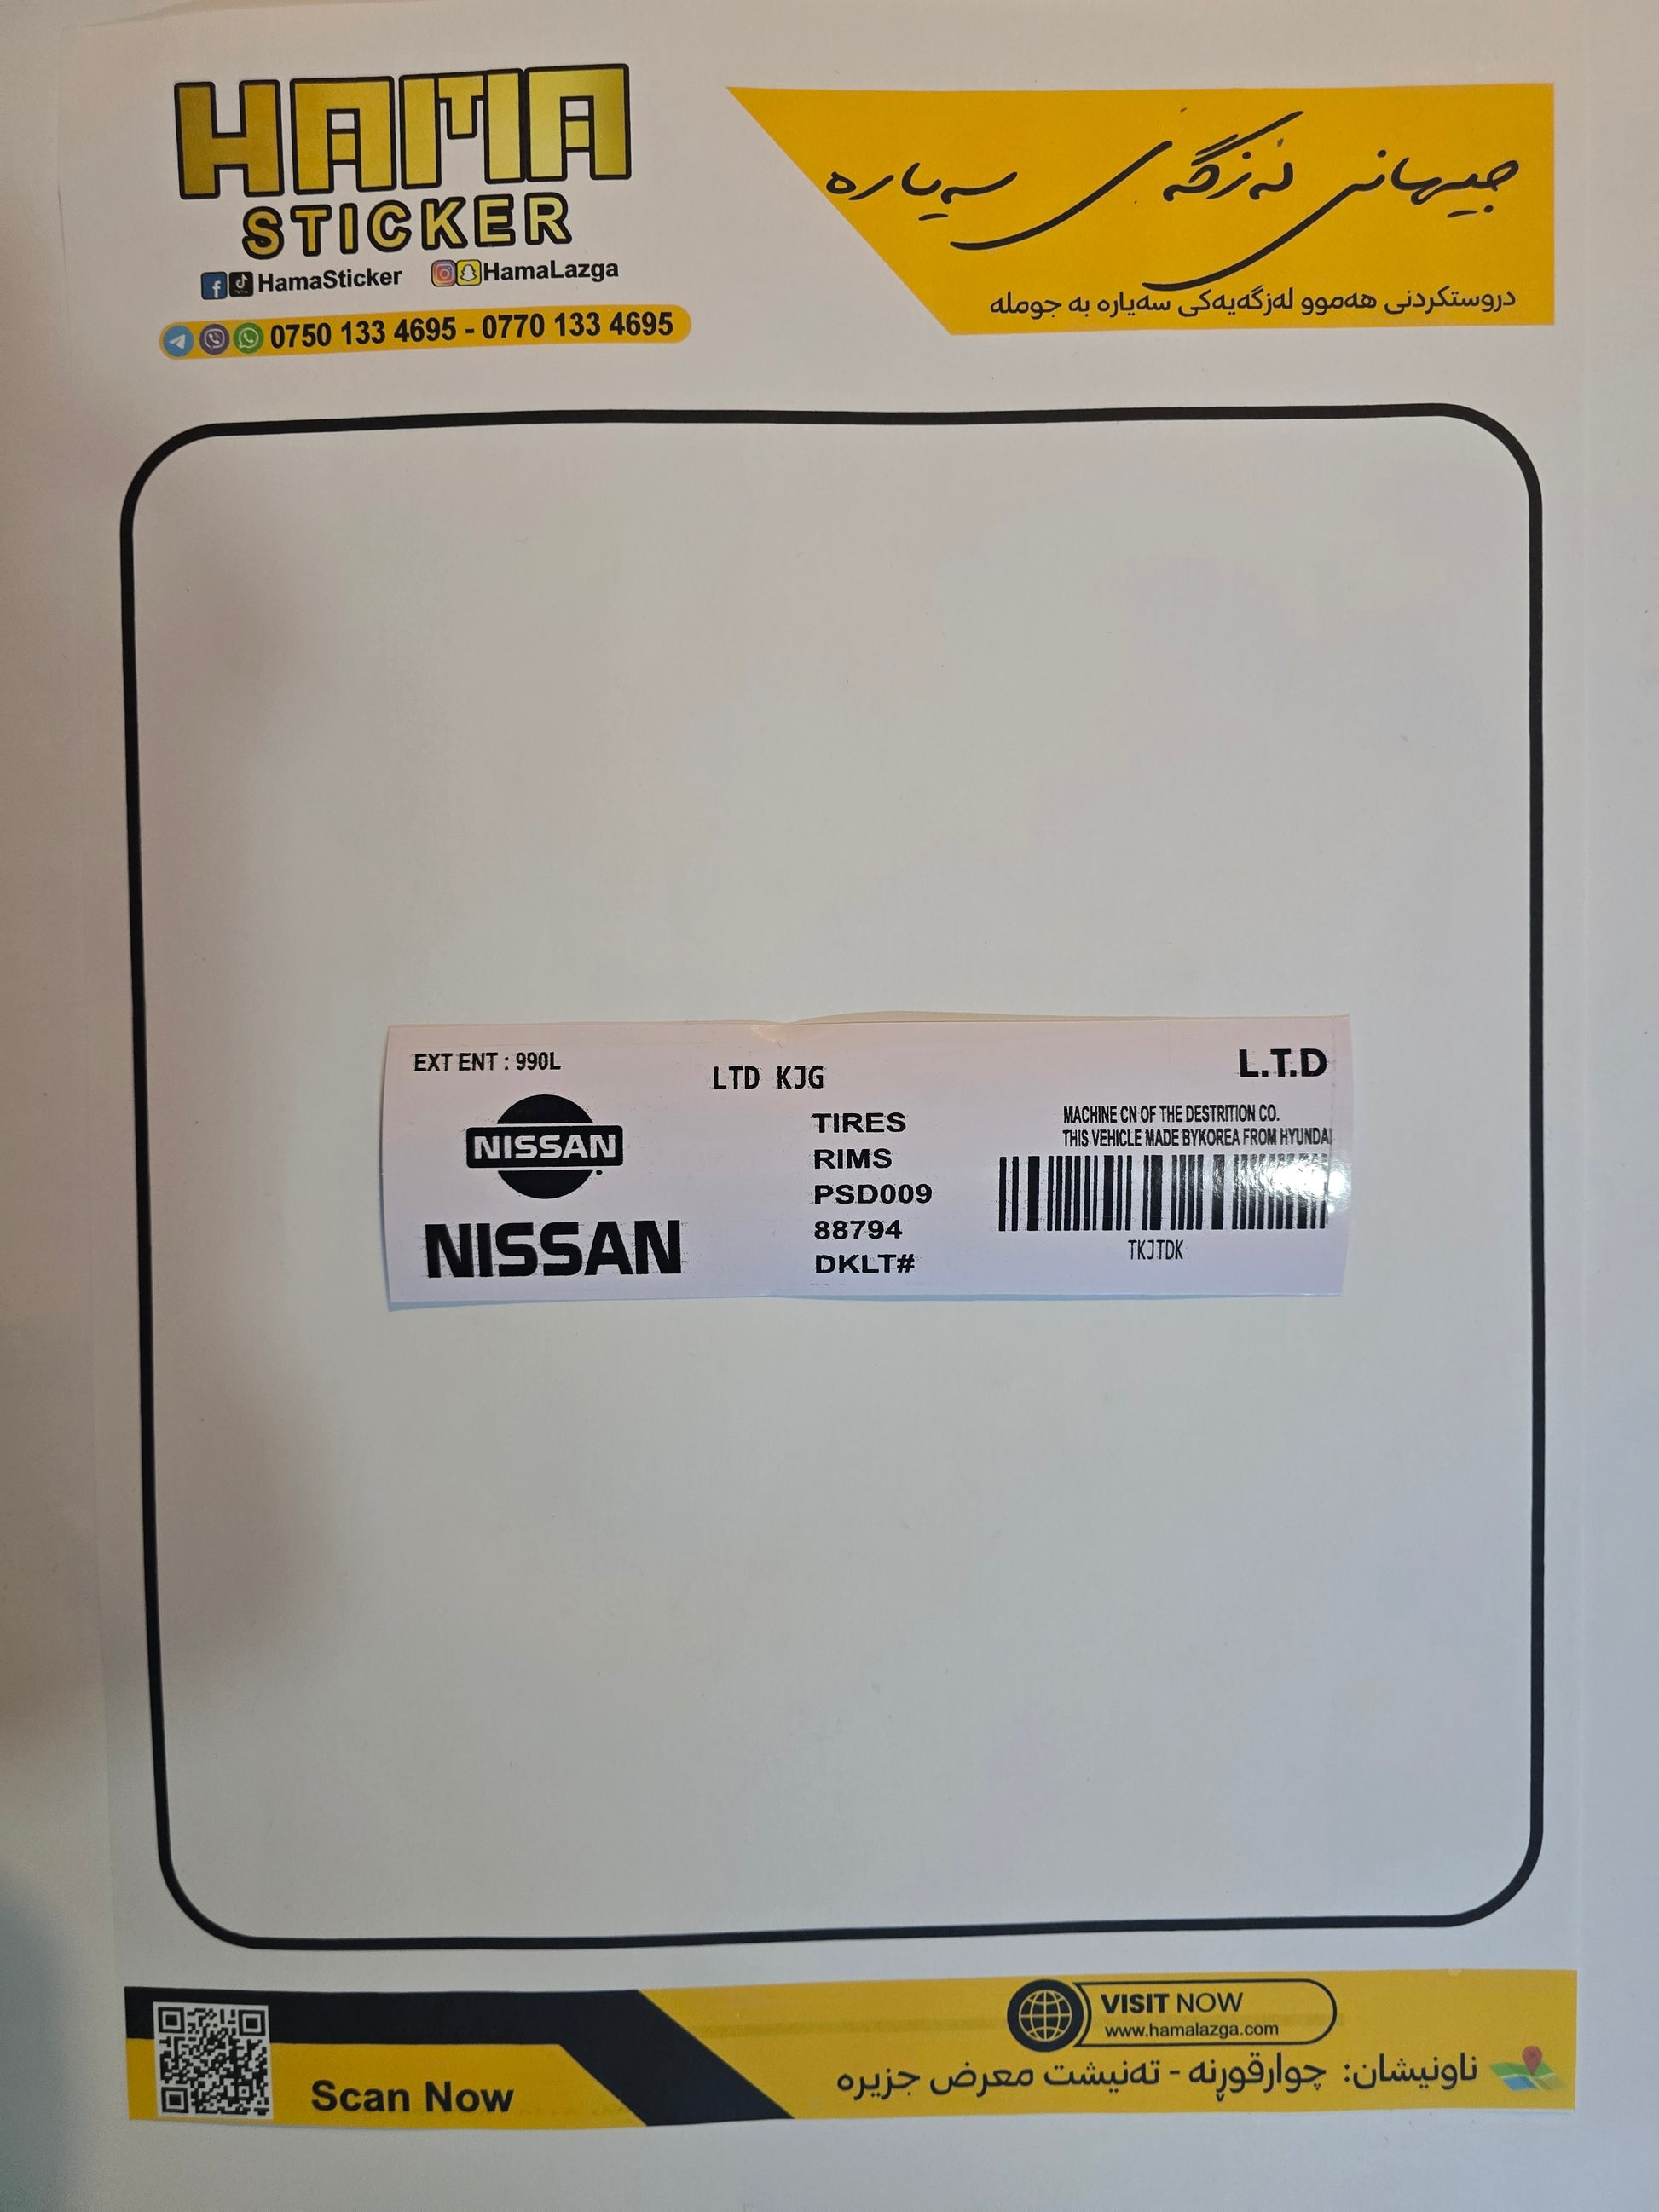 HAMA
STICKER
HamaSticker HamaLazga
0750 133 4695 - 0770 133 4695
جیهانی لەزگەی سەیارە
دروستکردنی هەموو لەزگەیەکی سەیارە بە جوملە
EXT ENT : 990L
LTD KJG
L.T.D
NISSAN
NISSAN
TIRES
RIMS
PSD009
88794
DKLT#
MACHINE CN OF THE DESTRITION CO.
THIS VEHICLE MADE BYKOREA FROM HYUNDAI
TKJTDK
Scan Now
VISIT NOW
www.hamalazga.com
ناونیشان: چوارقوڕنە - تەنیشت معرض جزیرە